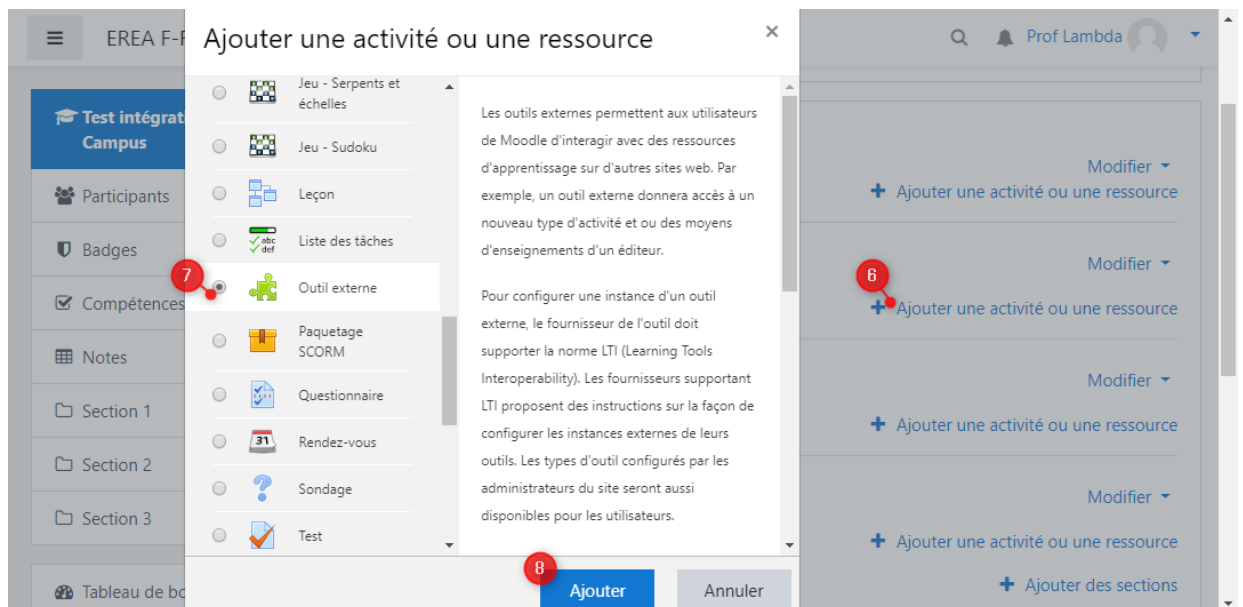 EREA F-F
Prof Lambda
Test intégrati
Campus
Participants
Badges
Compétences
Notes
Section 1
Section 2
Section 3
Tableau de bo
Ajouter une activité ou une ressource
×
Jeu - Serpents et
échelles
Jeu - Sudoku
Leçon
abc
def
Liste des tâches
7
Outil externe
Paquetage
SCORM
Questionnaire
31
Rendez-vous
Sondage
Test
Les outils externes permettent aux utilisateurs
de Moodle d'interagir avec des ressources
d'apprentissage sur d'autres sites web. Par
exemple, un outil externe donnera accès à un
nouveau type d'activité et ou des moyens
d'enseignements d'un éditeur.
Pour configurer une instance d'un outil
externe, le fournisseur de l'outil doit
supporter la norme LTI (Learning Tools
Interoperability). Les fournisseurs supportant
LTI proposent des instructions sur la façon de
configurer les instances externes de leurs
outils. Les types d'outil configurés par les
administrateurs du site seront aussi
disponibles pour les utilisateurs.
8
Ajouter
Annuler
Modifier
+ Ajouter une activité ou une ressource
Modifier
6
+ Ajouter une activité ou une ressource
Modifier
+ Ajouter une activité ou une ressource
Modifier
+ Ajouter une activité ou une ressource
+ Ajouter des sections